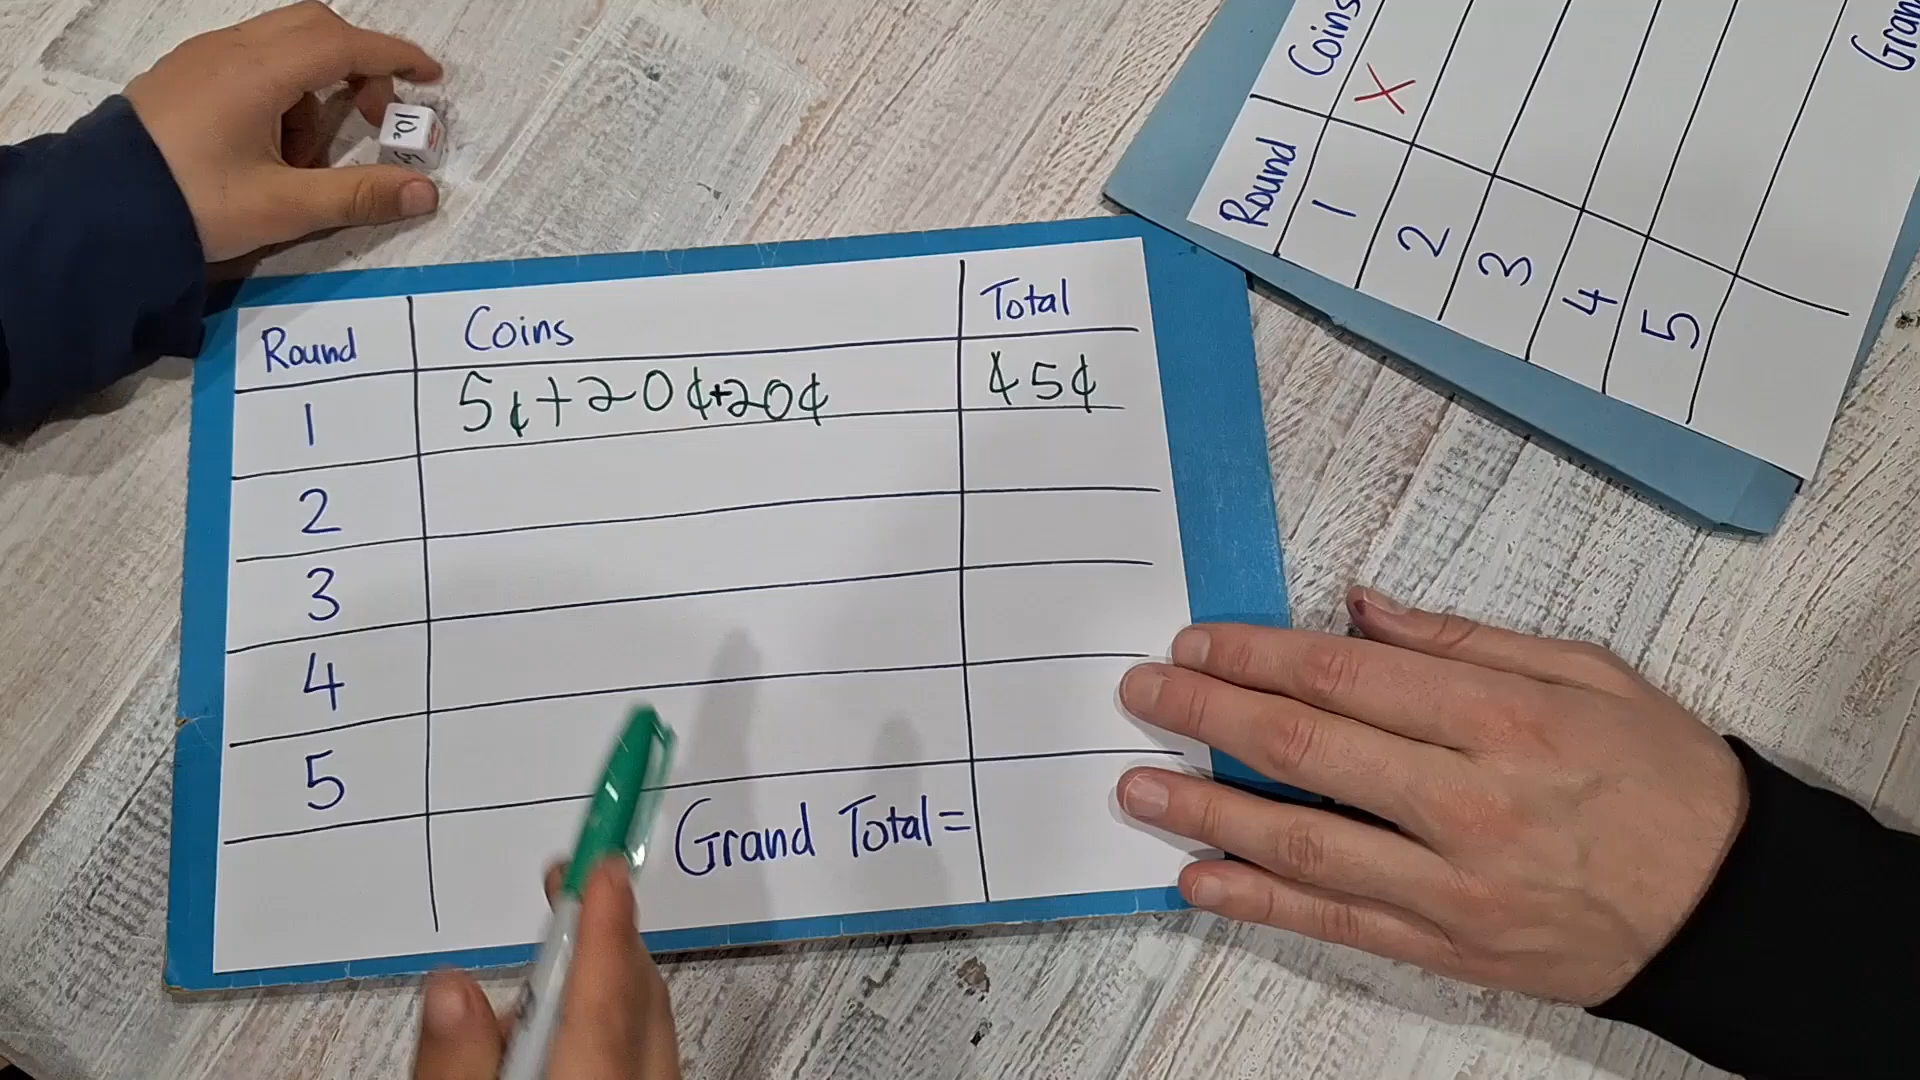 Round Coins Total
1 5¢+20¢+20¢ 45¢
2
3
4
5
Grand Total=
Round Coins
1 X
2
3
4
5
10c